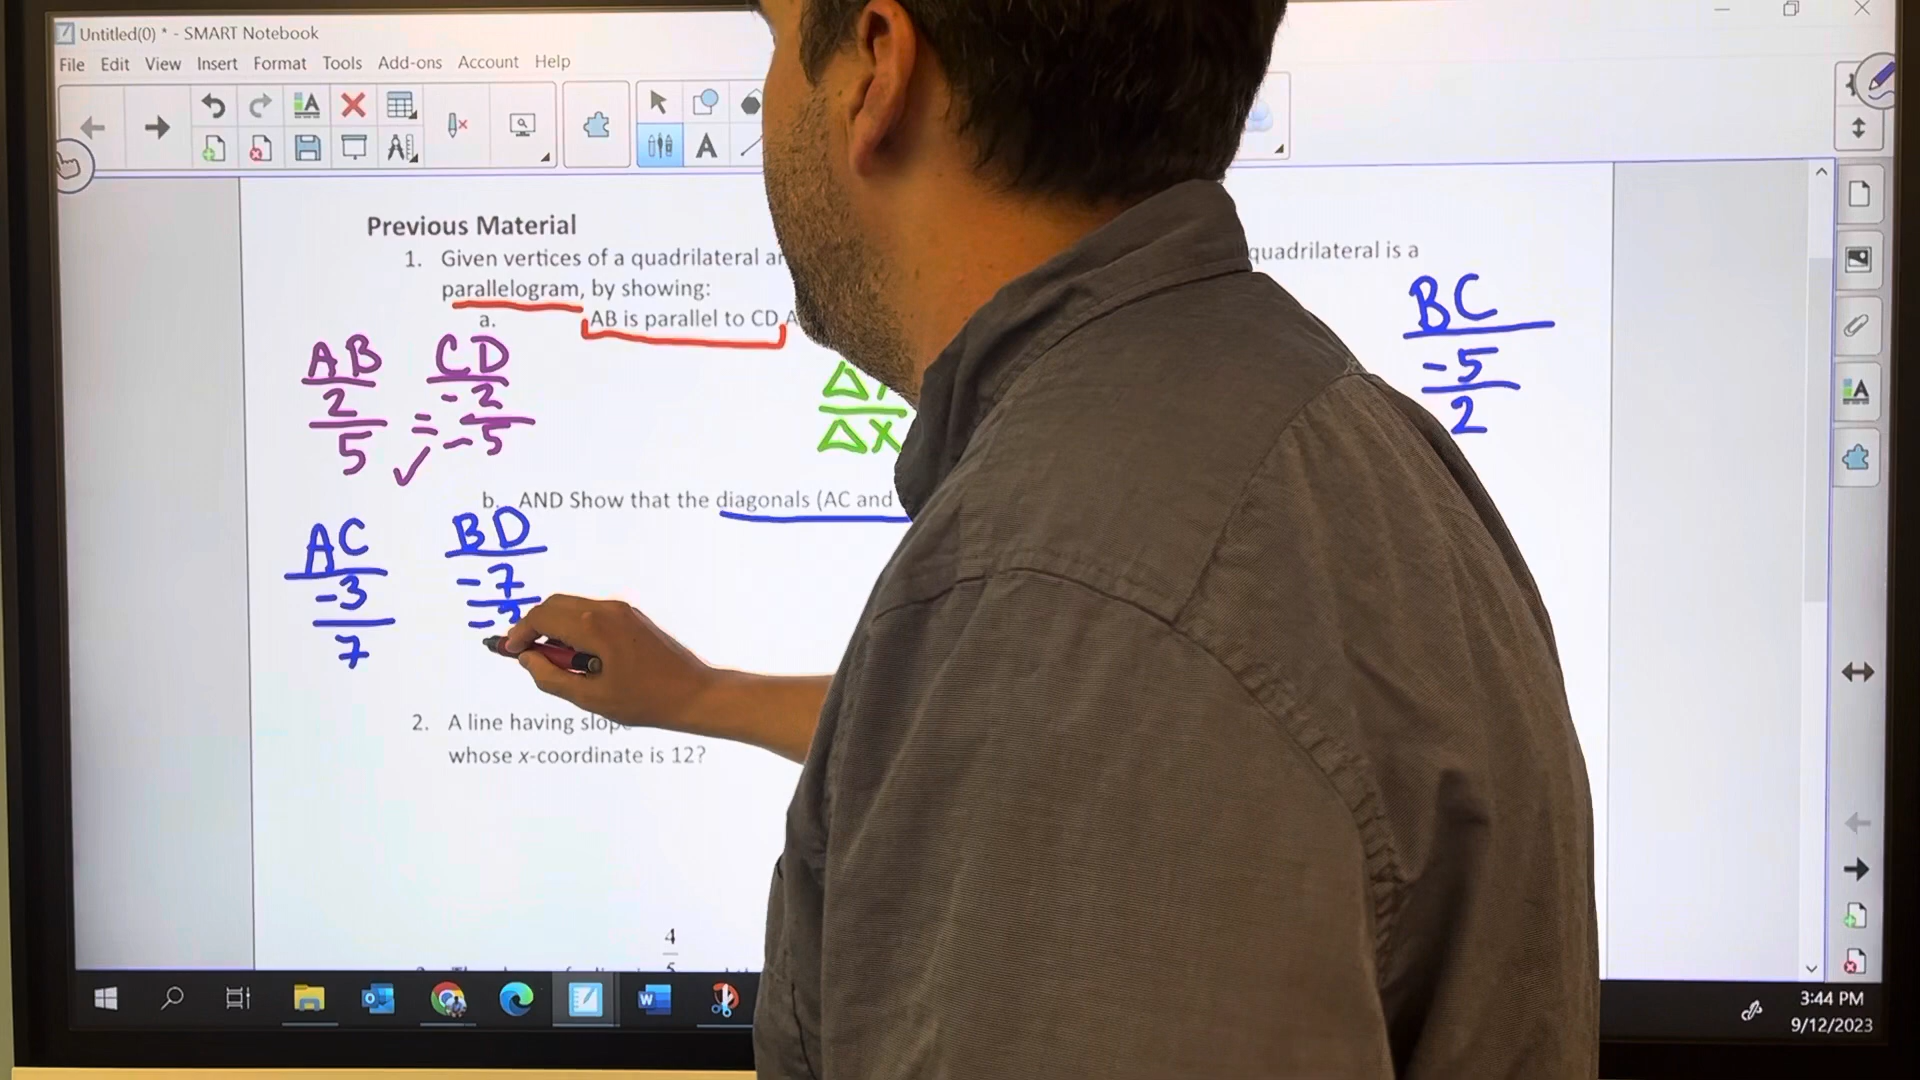 Untitled(0) * - SMART Notebook
File Edit View Insert Format Tools Add-ons Account Help
Previous Material
1. Given vertices of a quadrilateral quadrilateral is a
parallelogram, by showing:
a. AB is parallel to CD
BC
-5
2
AB CD
2 = -2
5 -5
✓
Δ
ΔX
b. AND Show that the diagonals (AC and
AC BD
-3 -7
7 -
2. A line having
whose x-coordinate is 12?
4
5
3:44 PM
9/12/2023